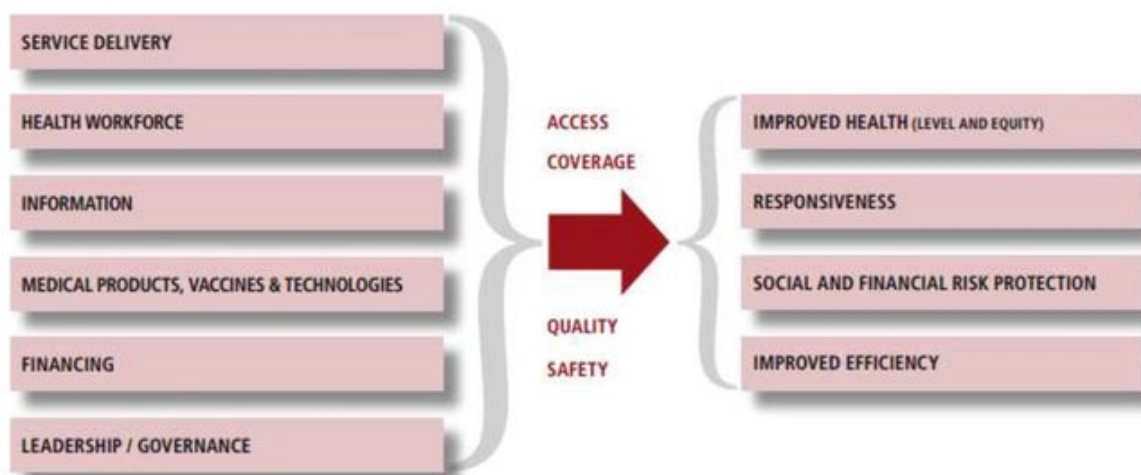 SERVICE DELIVERY
HEALTH WORKFORCE
INFORMATION
MEDICAL PRODUCTS, VACCINES & TECHNOLOGIES
FINANCING
LEADERSHIP / GOVERNANCE
ACCESS
COVERAGE
QUALITY
SAFETY
IMPROVED HEALTH (LEVEL AND EQUITY)
RESPONSIVENESS
SOCIAL AND FINANCIAL RISK PROTECTION
IMPROVED EFFICIENCY